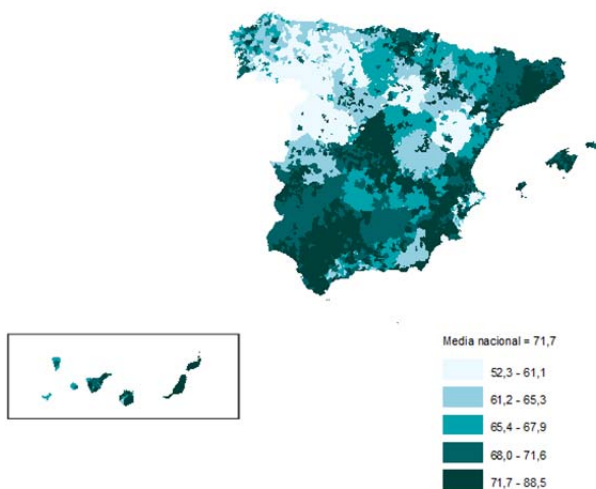 Media nacional = 71,7
52,3 - 61,1
61,2 - 65,3
65,4 - 67,9
68,0 - 71,6
71,7 - 88,5